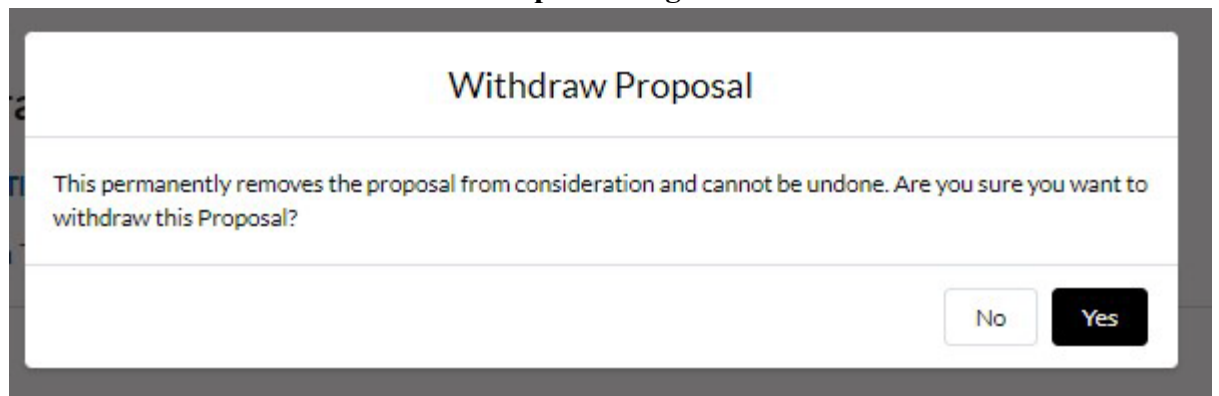 Withdraw Proposal
This permanently removes the proposal from consideration and cannot be undone. Are you sure you want to
withdraw this Proposal?
No Yes